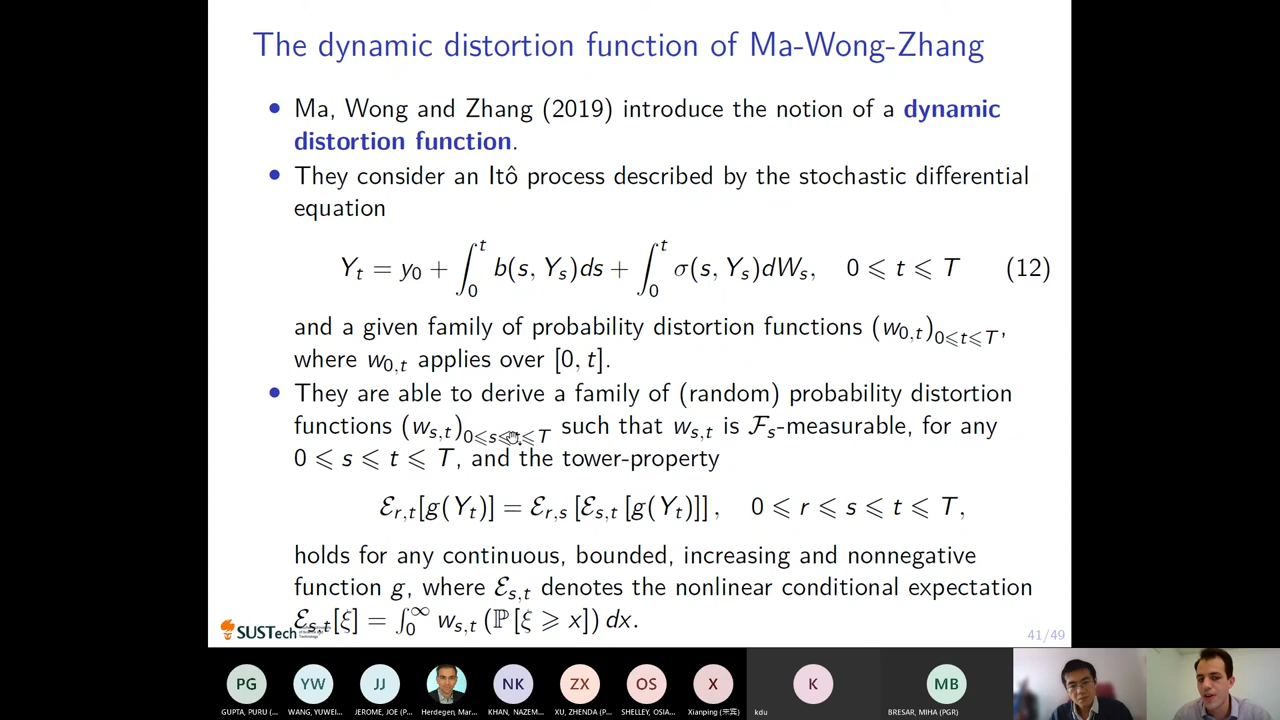 The dynamic distortion function of Ma-Wong-Zhang
• Ma, Wong and Zhang (2019) introduce the notion of a dynamic
distortion function.
• They consider an Itô process described by the stochastic differential
equation
Y_t = y_0 + ∫_0^t b(s, Y_s)ds + ∫_0^t σ(s, Y_s)dW_s, 0 ⩽ t ⩽ T (12)
and a given family of probability distortion functions (w_{0,t})_{0⩽t⩽T},
where w_{0,t} applies over [0, t].
• They are able to derive a family of (random) probability distortion
functions (w_{s,t})_{0⩽s⩽t⩽T} such that w_{s,t} is F_s-measurable, for any
0 ⩽ s ⩽ t ⩽ T, and the tower-property
ℰ_{r,t}[g(Y_t)] = ℰ_{r,s} [ℰ_{s,t} [g(Y_t)]], 0 ⩽ r ⩽ s ⩽ t ⩽ T,
holds for any continuous, bounded, increasing and nonnegative
function g, where ℰ_{s,t} denotes the nonlinear conditional expectation
ℰ_{s,t}[ξ] = ∫_0^∞ w_{s,t} (ℙ [ξ ⩾ x]) dx.
SUSTech
41/49
PG YW JJ NK ZX OS X K MB
GUPTA, PURU (... WANG, YUWEI... JEROME, JOE (P... Herdegen, Mar... KHAN, NAZEM... XU, ZHENDA (P... SHELLEY, OSIA... Xianping (宋宾) kdu BRESAR, MIHA (PGR)